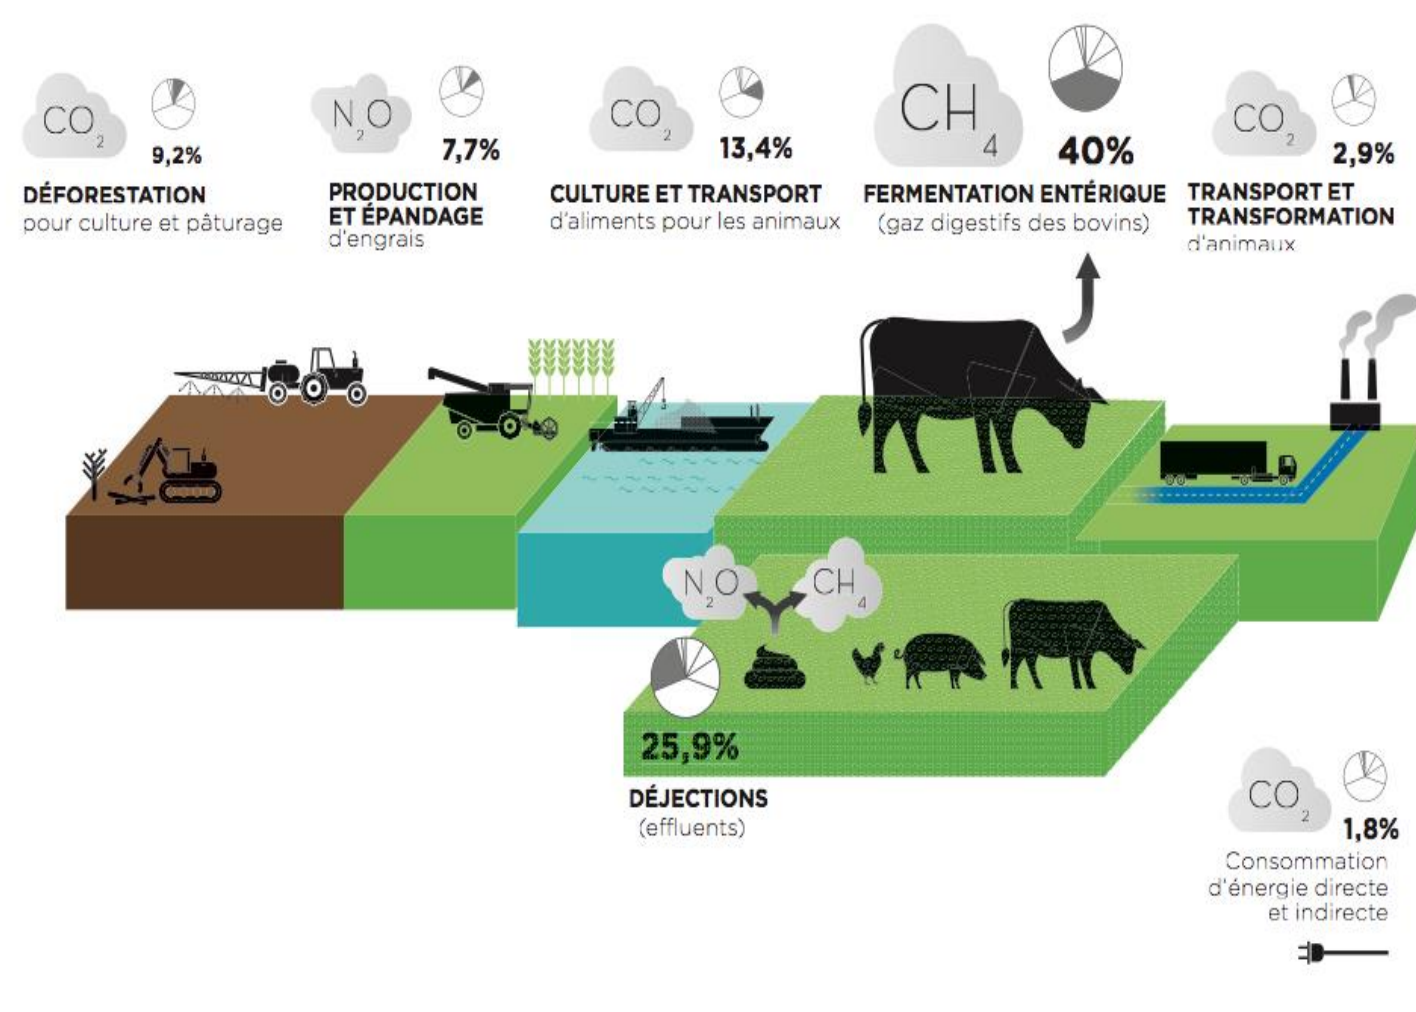 CO2
9,2%
DÉFORESTATION
pour culture et pâturage
N2O
7,7%
PRODUCTION
ET ÉPANDAGE
d'engrais
CO2
13,4%
CULTURE ET TRANSPORT
d'aliments pour les animaux
CH4
40%
FERMENTATION ENTÉRIQUE
(gaz digestifs des bovins)
CO2
2,9%
TRANSPORT ET
TRANSFORMATION
d'animaux
N2O
CH4
25,9%
DÉJECTIONS
(effluents)
CO2
1,8%
Consommation
d'énergie directe
et indirecte